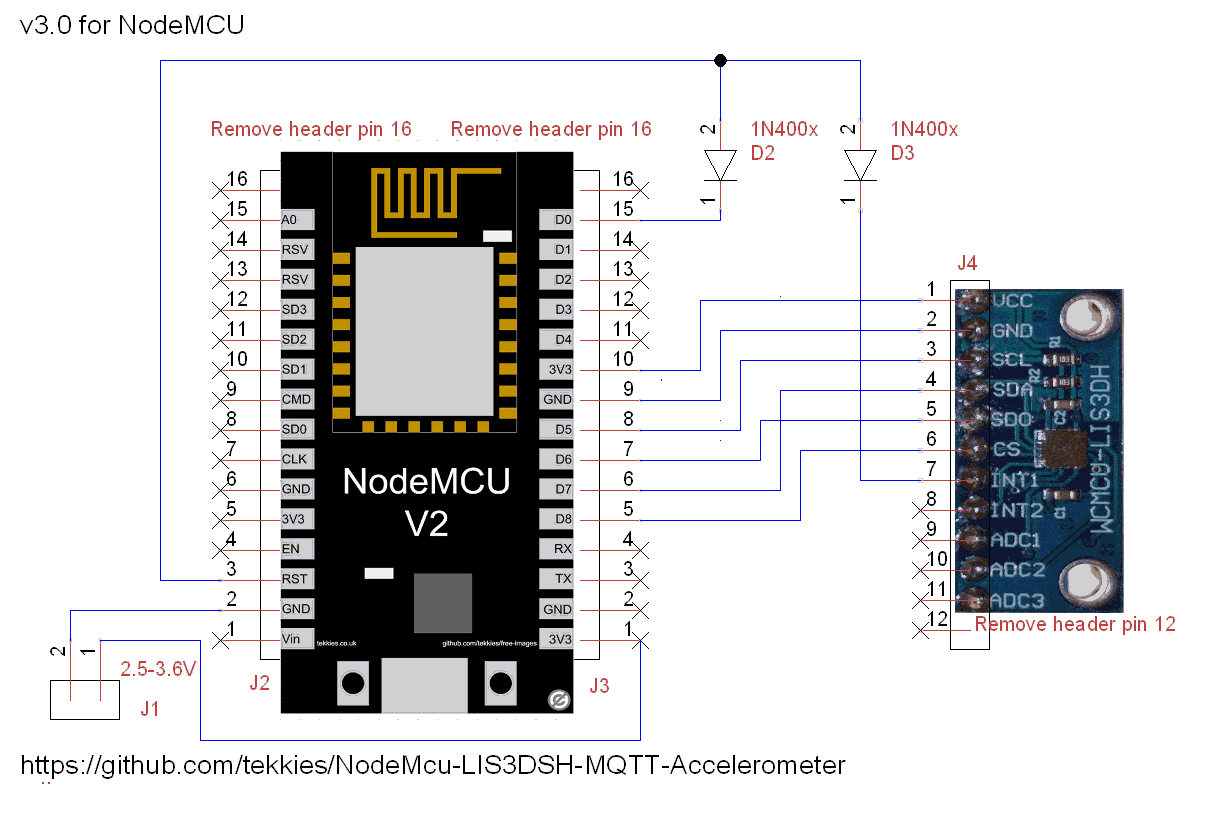 v3.0 for NodeMCU
Remove header pin 16
Remove header pin 16
2
1N400x
D2
1
2
1N400x
D3
1
16
15
14
13
12
11
10
9
8
7
6
5
4
3
2
1
A0
RSV
RSV
SD3
SD2
SD1
CMD
SD0
CLK
GND
3V3
EN
RST
GND
Vin
NodeMCU
V2
tekkies.co.uk
github.com/tekkies/free-images
D0
D1
D2
D3
D4
3V3
GND
D5
D6
D7
D8
RX
TX
GND
3V3
16
15
14
13
12
11
10
9
8
7
6
5
4
3
2
1
J2
J3
J4
1
2
3
4
5
6
7
8
9
10
11
12
VCC
GND
SCL
SDA
SDO
CS
INT1
INT2
ADC1
ADC2
ADC3
R1
103
R2
103
C2
C1
WCMCU-LIS3DH
Remove header pin 12
2
1
2.5-3.6V
J1
https://github.com/tekkies/NodeMcu-LIS3DSH-MQTT-Accelerometer